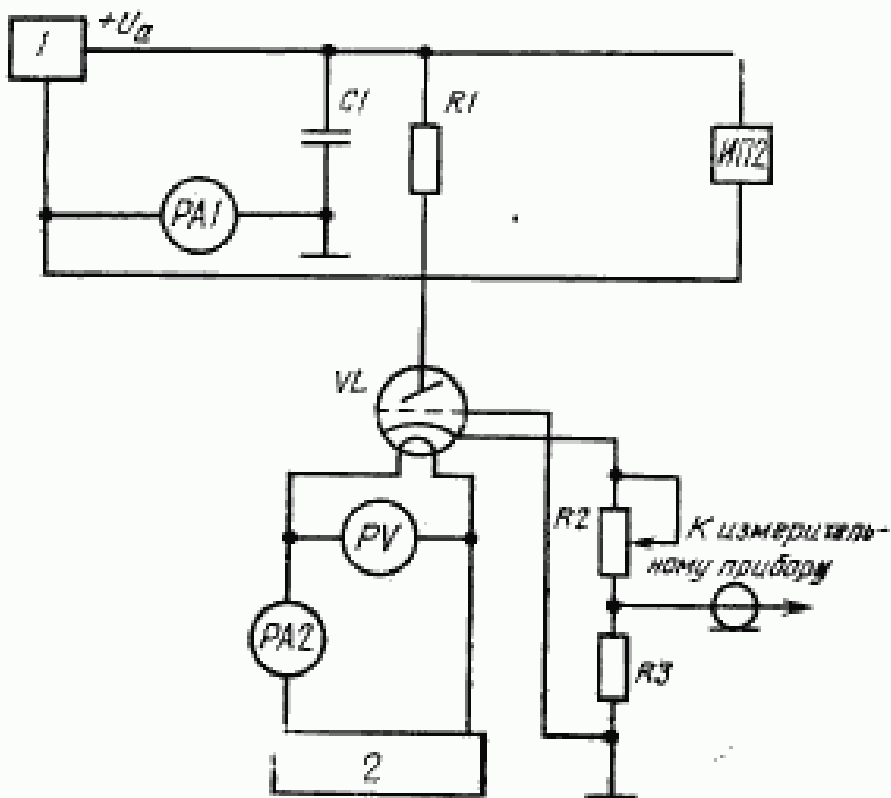 1
+Ua
C1
R1
ИП2
PA1
VL
R2
К измеритель-
ному прибору
PV
PA2
R3
2